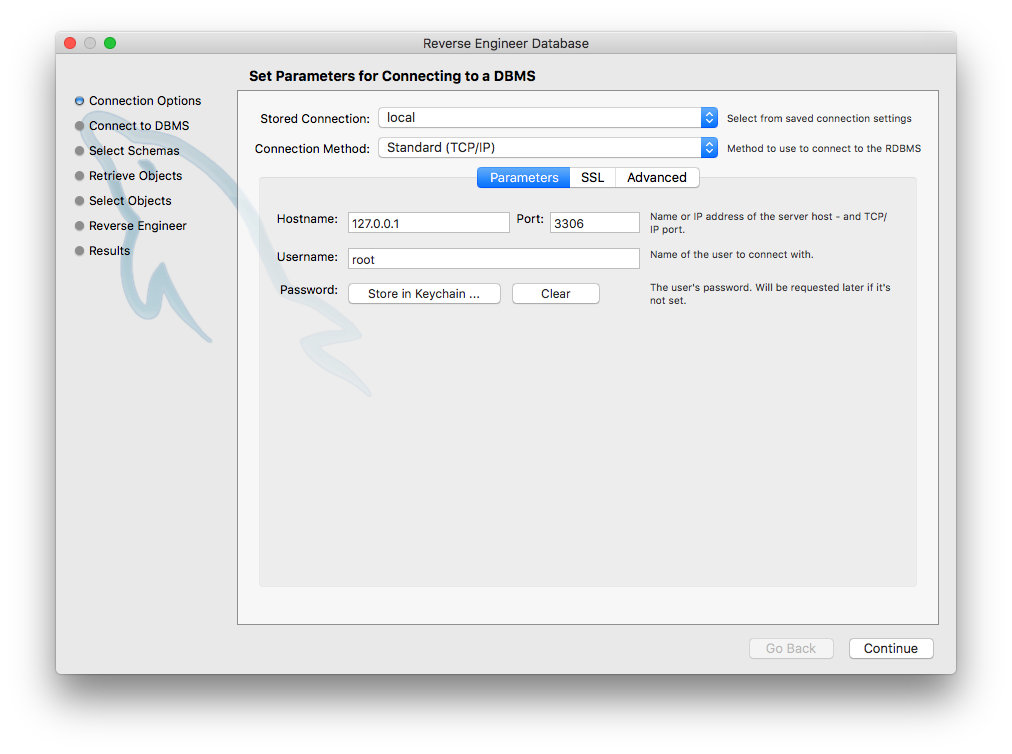 Reverse Engineer Database
Set Parameters for Connecting to a DBMS
Connection Options
Connect to DBMS
Select Schemas
Retrieve Objects
Select Objects
Reverse Engineer
Results
Stored Connection: local Select from saved connection settings
Connection Method: Standard (TCP/IP) Method to use to connect to the RDBMS
Parameters SSL Advanced
Hostname: 127.0.0.1 Port: 3306 Name or IP address of the server host - and TCP/
IP port.
Username: root Name of the user to connect with.
Password: Store in Keychain ... Clear The user's password. Will be requested later if it's
not set.
Go Back Continue